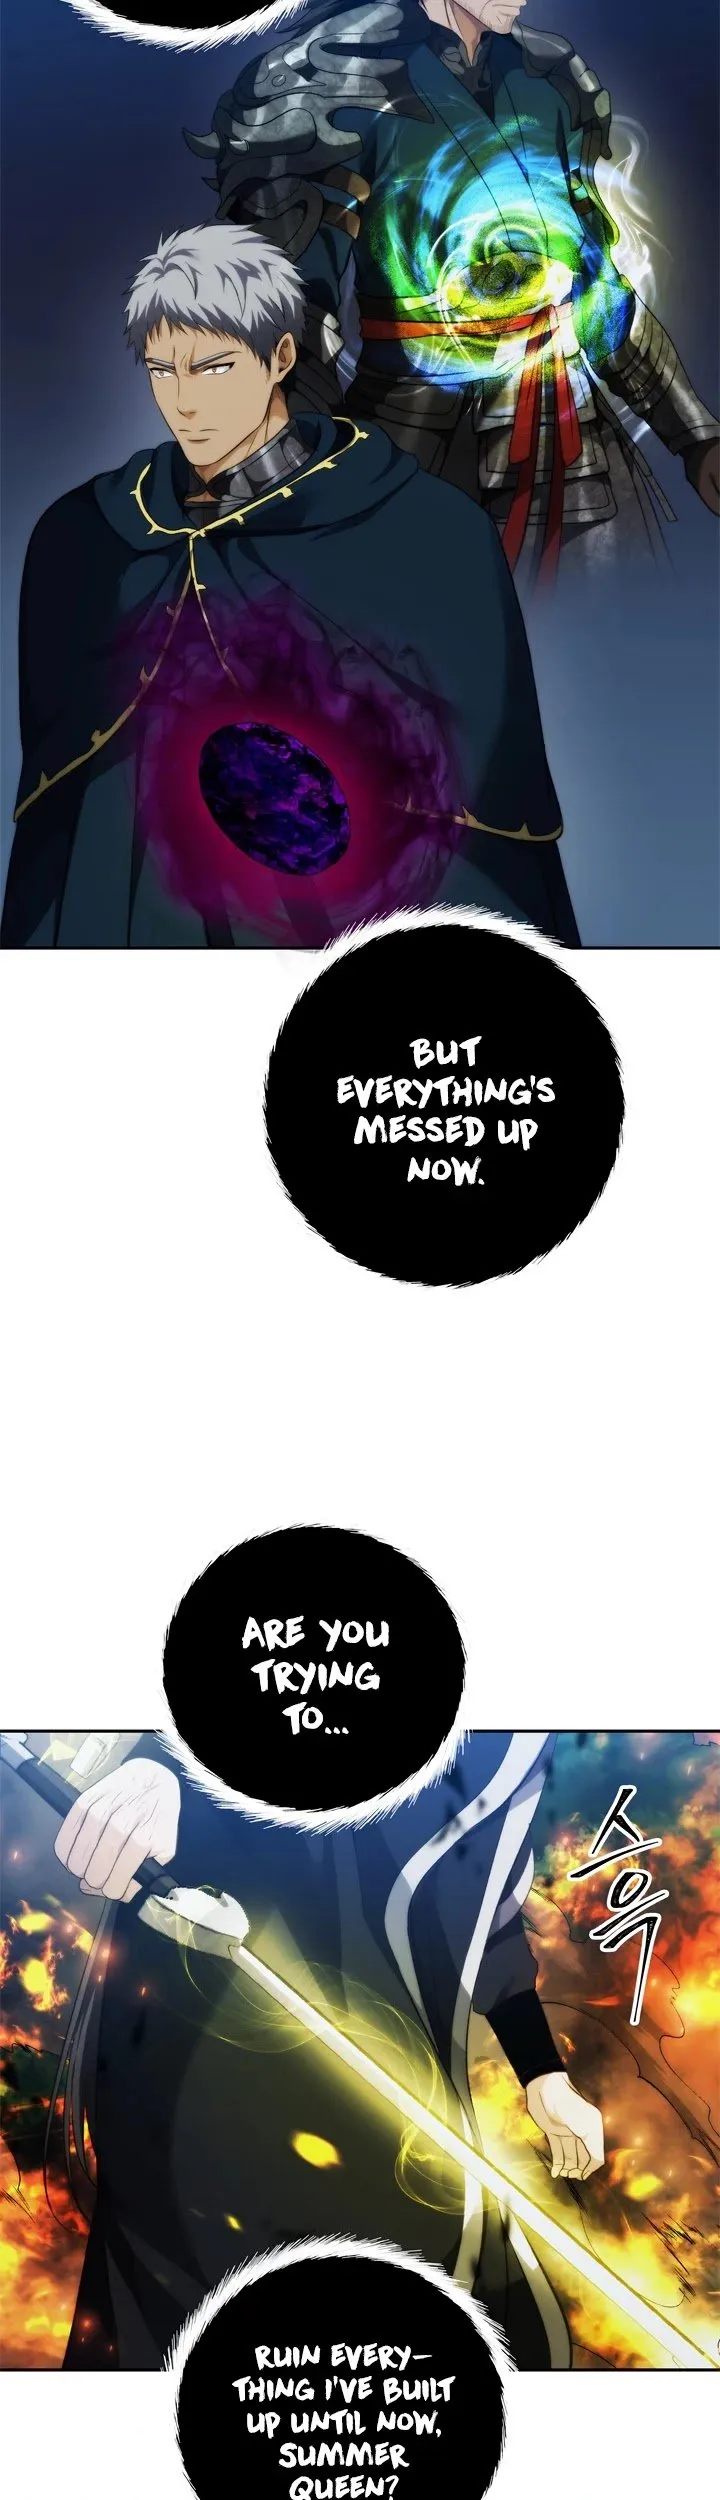 BUT
EVERYTHING'S
MESSED UP
NOW.
ARE YOU
TRYING
TO...
스윽
RUIN EVERY-
THING I'VE BUILT
UP UNTIL NOW,
SUMMER
QUEEN?